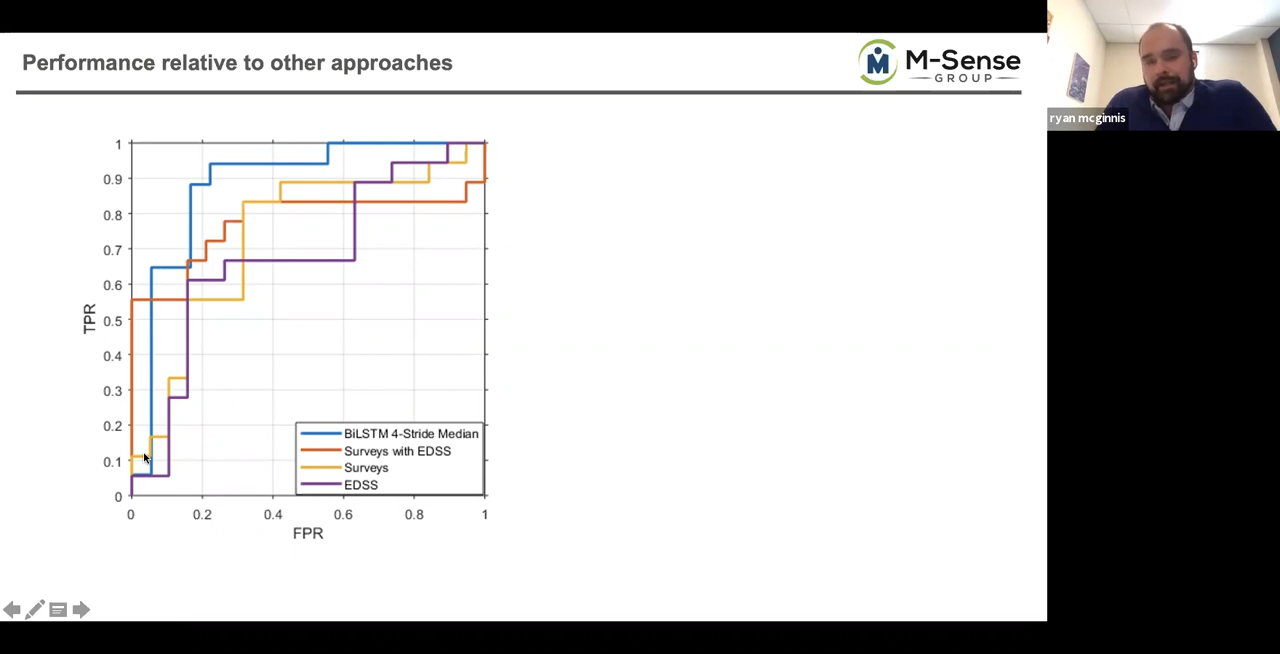 Performance relative to other approaches
M-Sense
GROUP
ryan mcginnis
1
0.9
0.8
0.7
0.6
0.5
0.4
0.3
0.2
0.1
0
TPR
BiLSTM 4-Stride Median
Surveys with EDSS
Surveys
EDSS
0 0.2 0.4 0.6 0.8 1
FPR